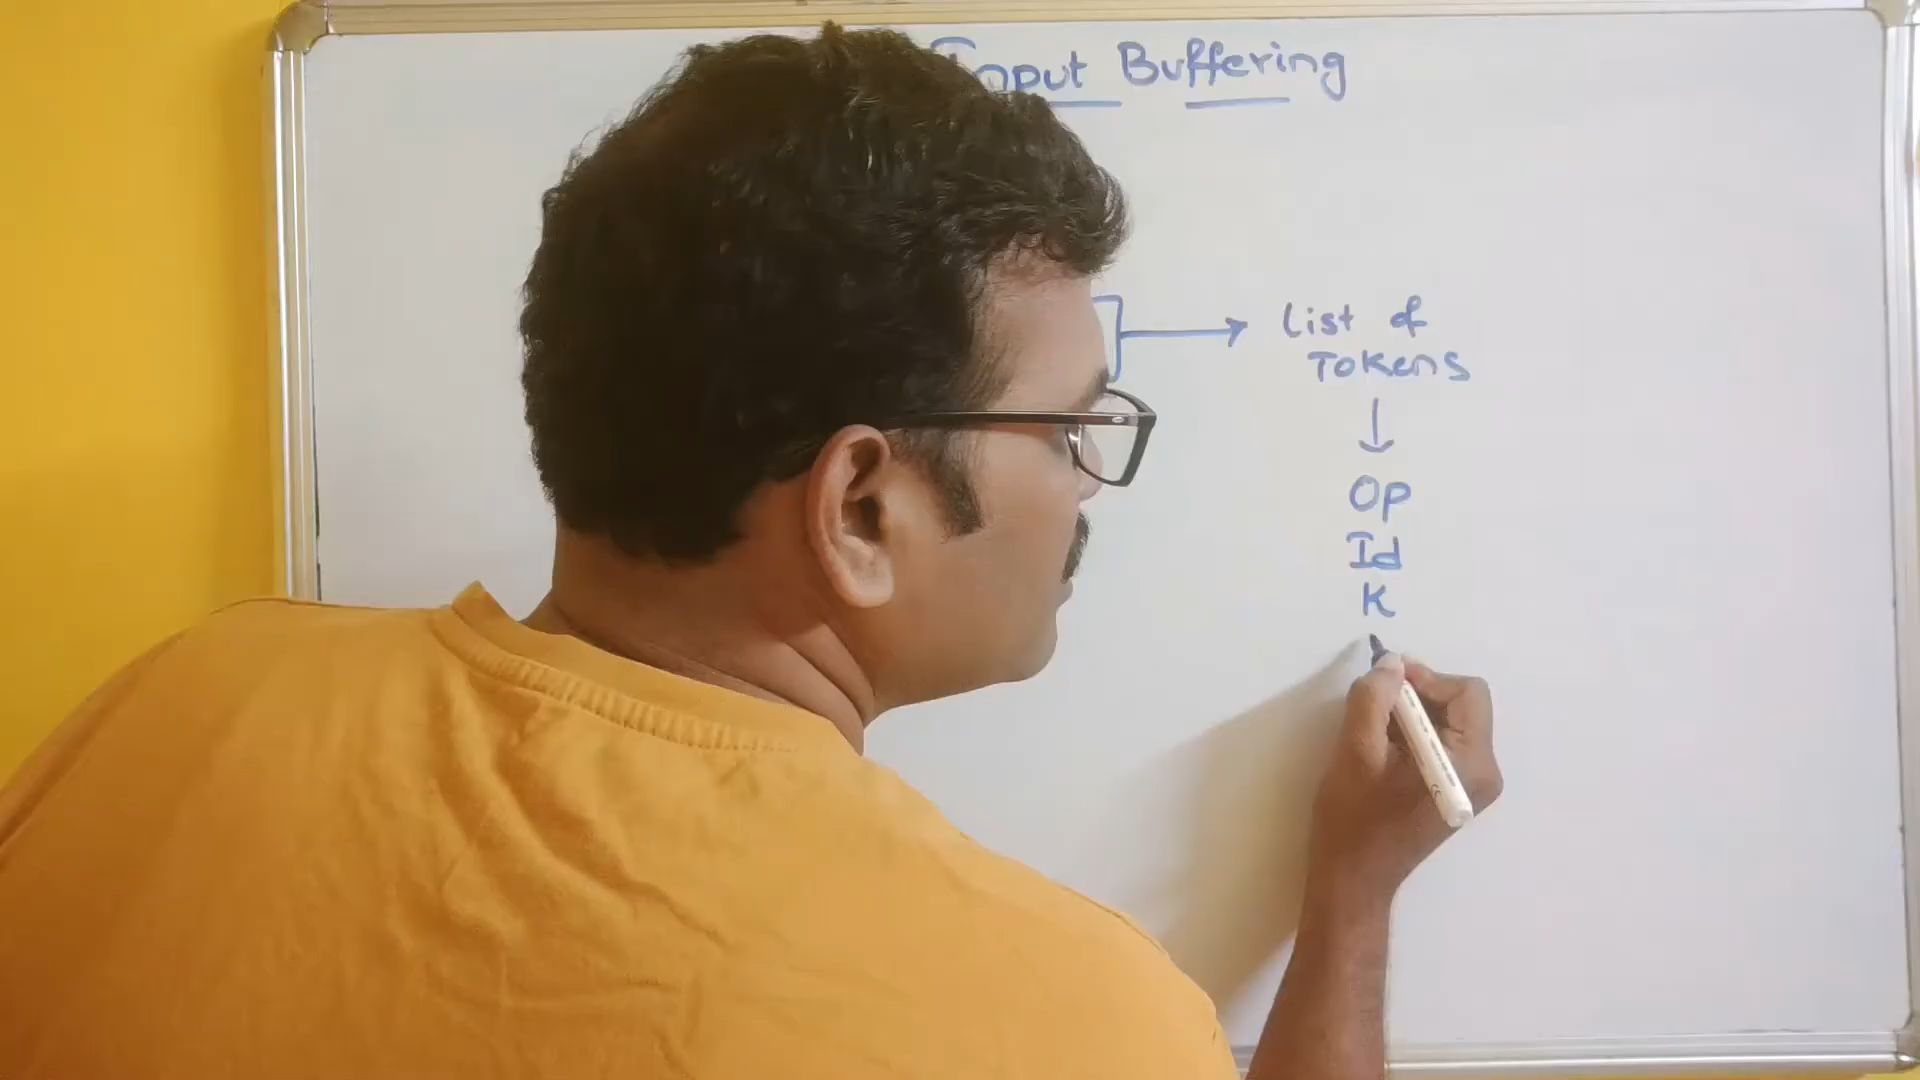 Input Buffering
List of
Tokens
Op
Id
K